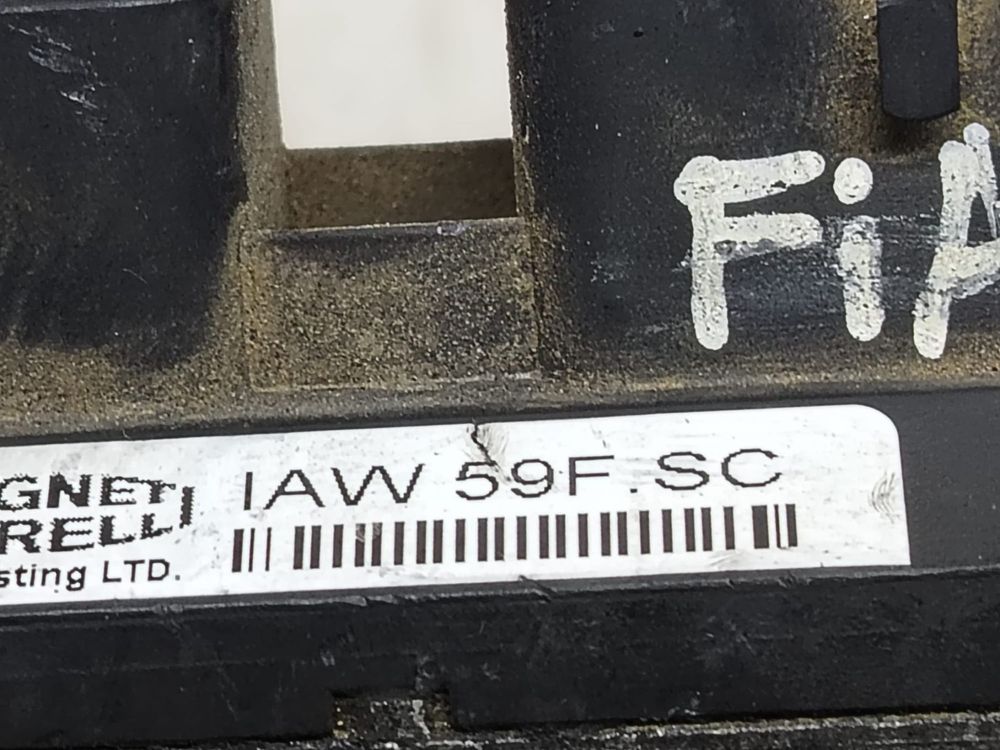 FiA
GNETI
RELLI
IAW 59F.SC
sting LTD.